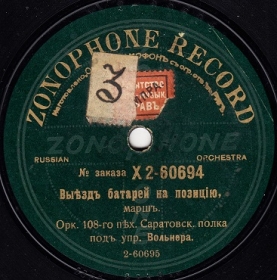 ZONOPHONE RECORD
3
ZONOPHONE
RUSSIAN
ORCHESTRA
№ заказа X 2-60694
Выѣздъ батарей на позицію,
маршъ.
Орк. 108-го пѣх. Саратовск. полка
подъ упр. Вольнера.
2-60695